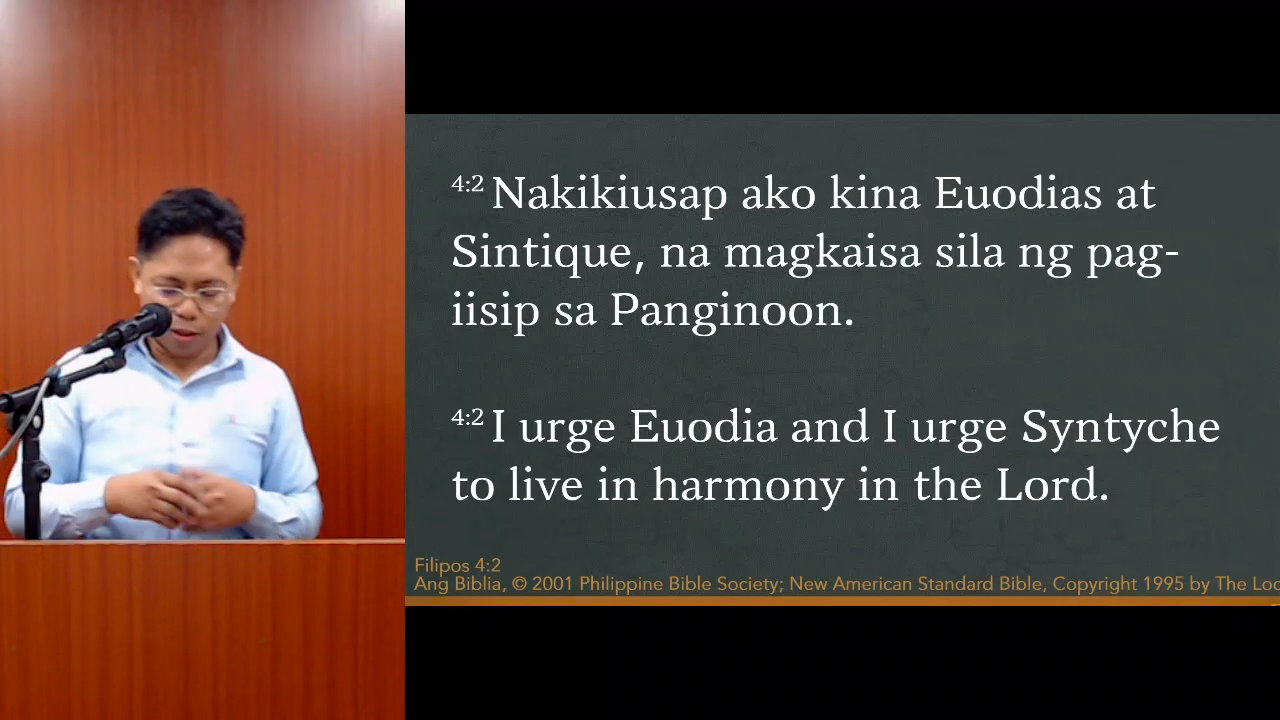 4:2 Nakikiusap ako kina Euodias at
Sintique, na magkaisa sila ng pag-
iisip sa Panginoon.
4:2 I urge Euodia and I urge Syntyche
to live in harmony in the Lord.
Filipos 4:2
Ang Biblia, © 2001 Philippine Bible Society; New American Standard Bible, Copyright 1995 by The Loc